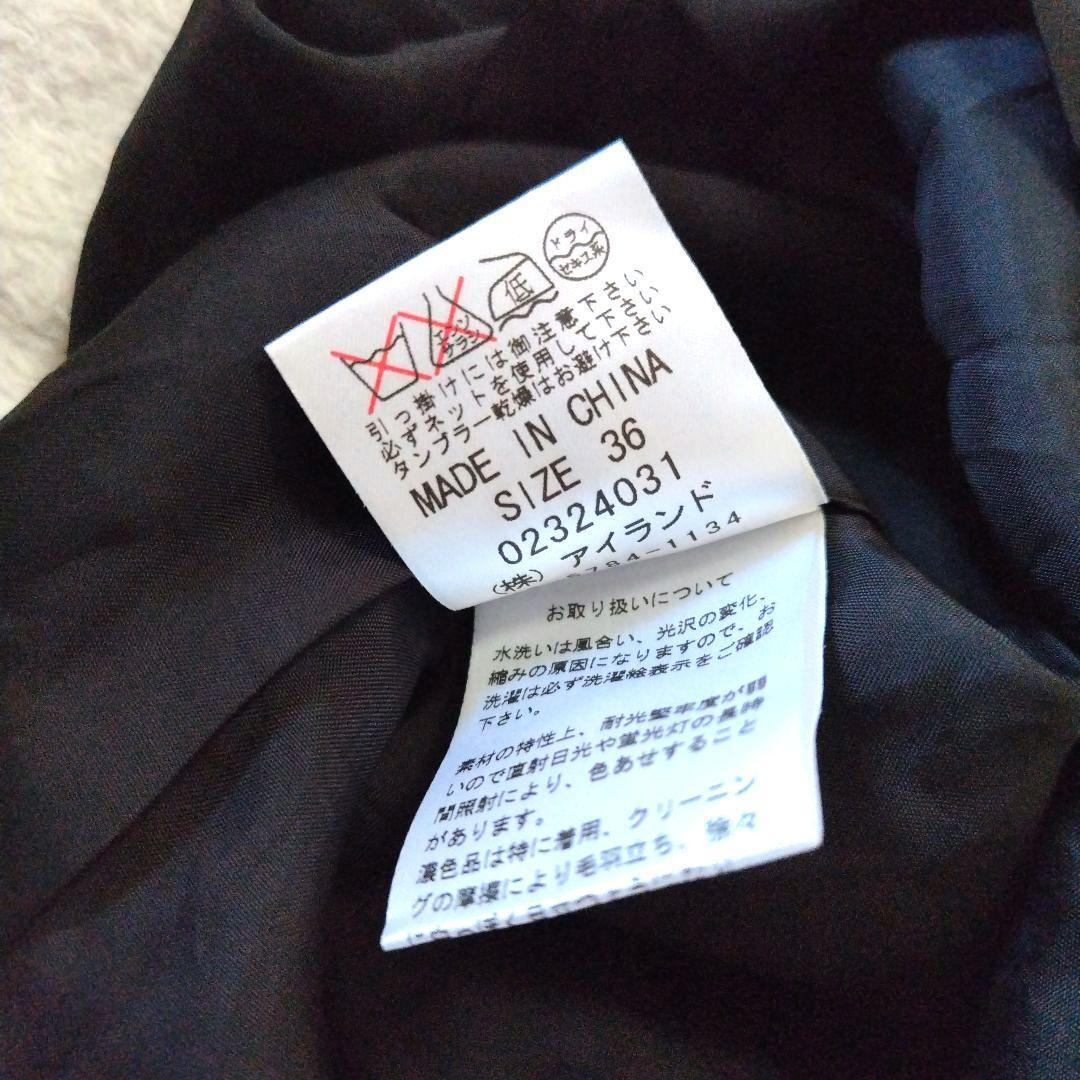 ドライ
セキユ系
低
エンソ
サラシ
引っ掛けには御注意下さい
必ずネットを使用して下さい
タンブラー乾燥はお避け下さい
MADE IN CHINA
SIZE 36
02324031
(株) アイランド
784-1134
お取り扱いについて
水洗いは風合い、光沢の変化、
縮みの原因になりますので、お
洗濯は必ず洗濯絵表示をご確認
下さい。
素材の特性上、耐光堅牢度が弱
いので直射日光や蛍光灯の長時
間照射により、色あせすること
があります。
濃色品は特に着用、クリーニン
グの摩擦により毛羽立ち、徐々